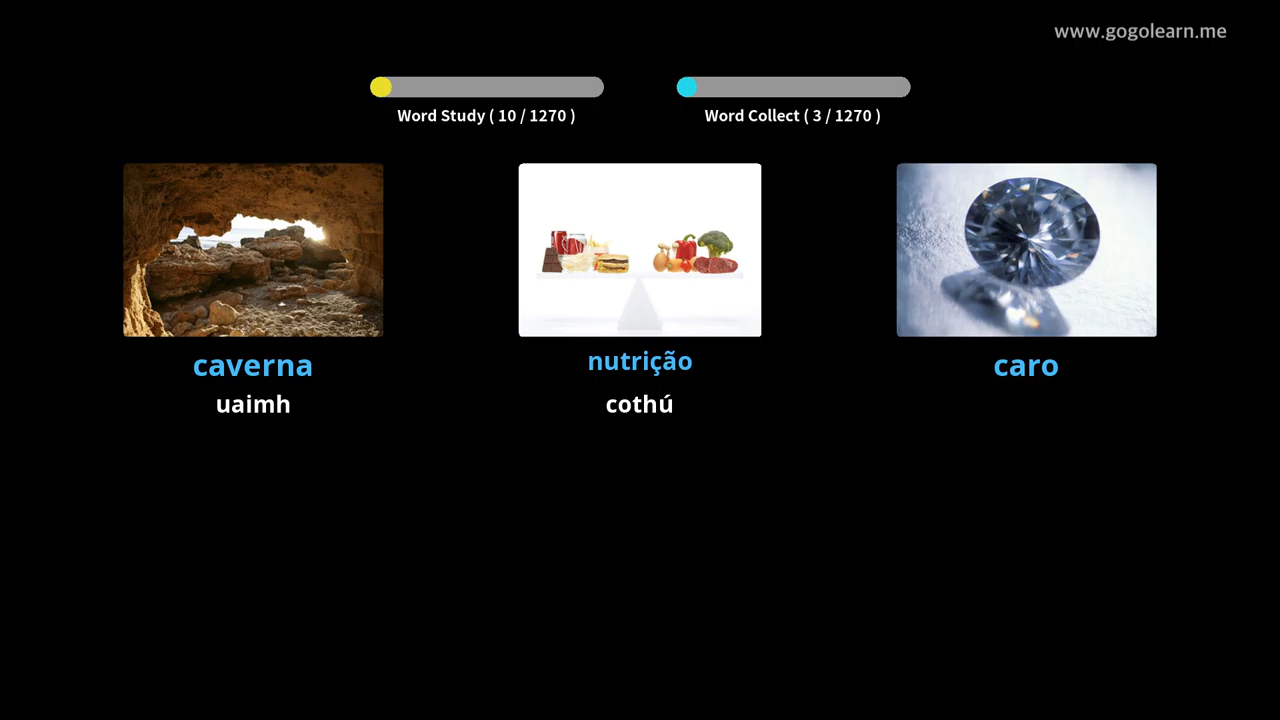 www.gogolearn.me
Word Study ( 10 / 1270 )
Word Collect ( 3 / 1270 )
caverna
uaimh
nutrição
cothú
caro